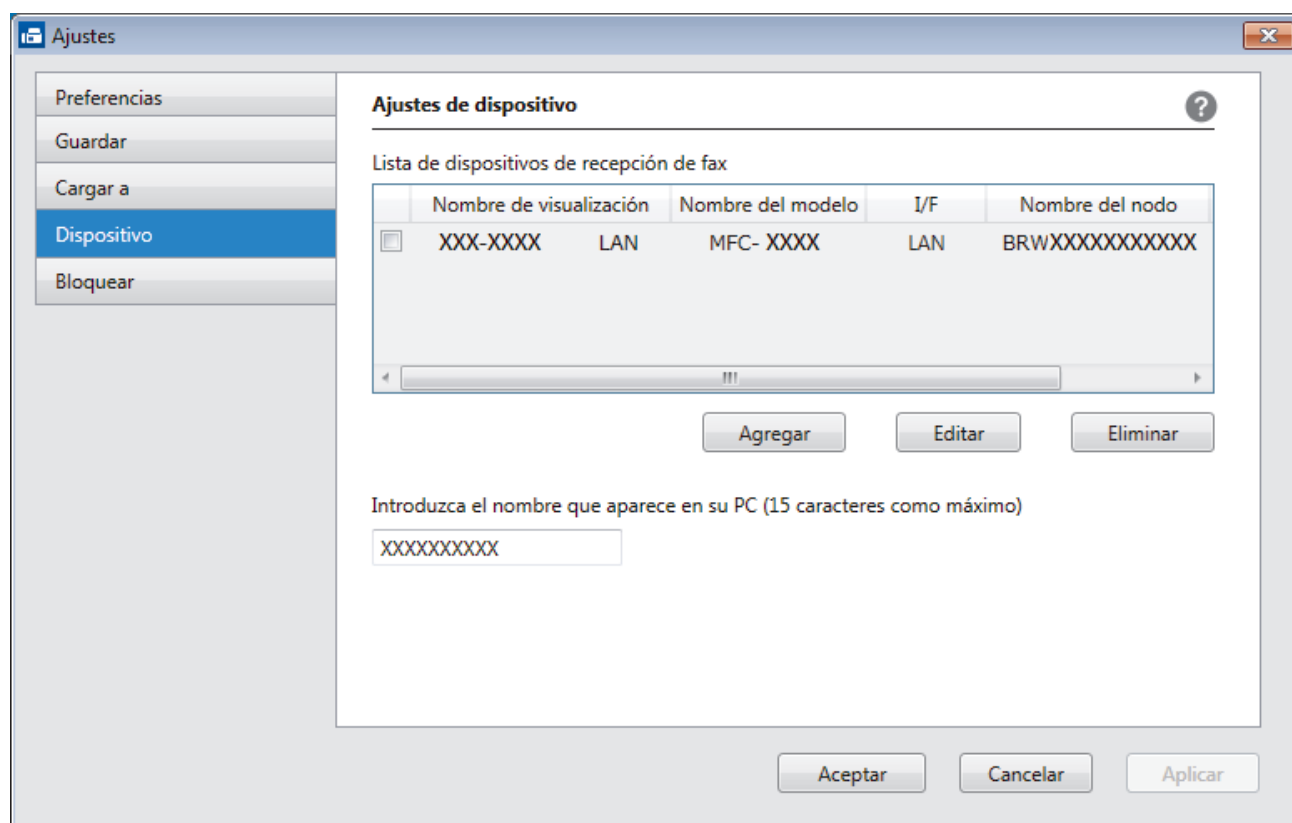 Ajustes
Preferencias
Guardar
Cargar a
Dispositivo
Bloquear
Ajustes de dispositivo
?
Lista de dispositivos de recepción de fax
Nombre de visualización Nombre del modelo I/F Nombre del nodo
XXX-XXXX LAN MFC- XXXX LAN BRWXXXXXXXXXXX
Agregar Editar Eliminar
Introduzca el nombre que aparece en su PC (15 caracteres como máximo)
XXXXXXXXXX
Aceptar Cancelar Aplicar